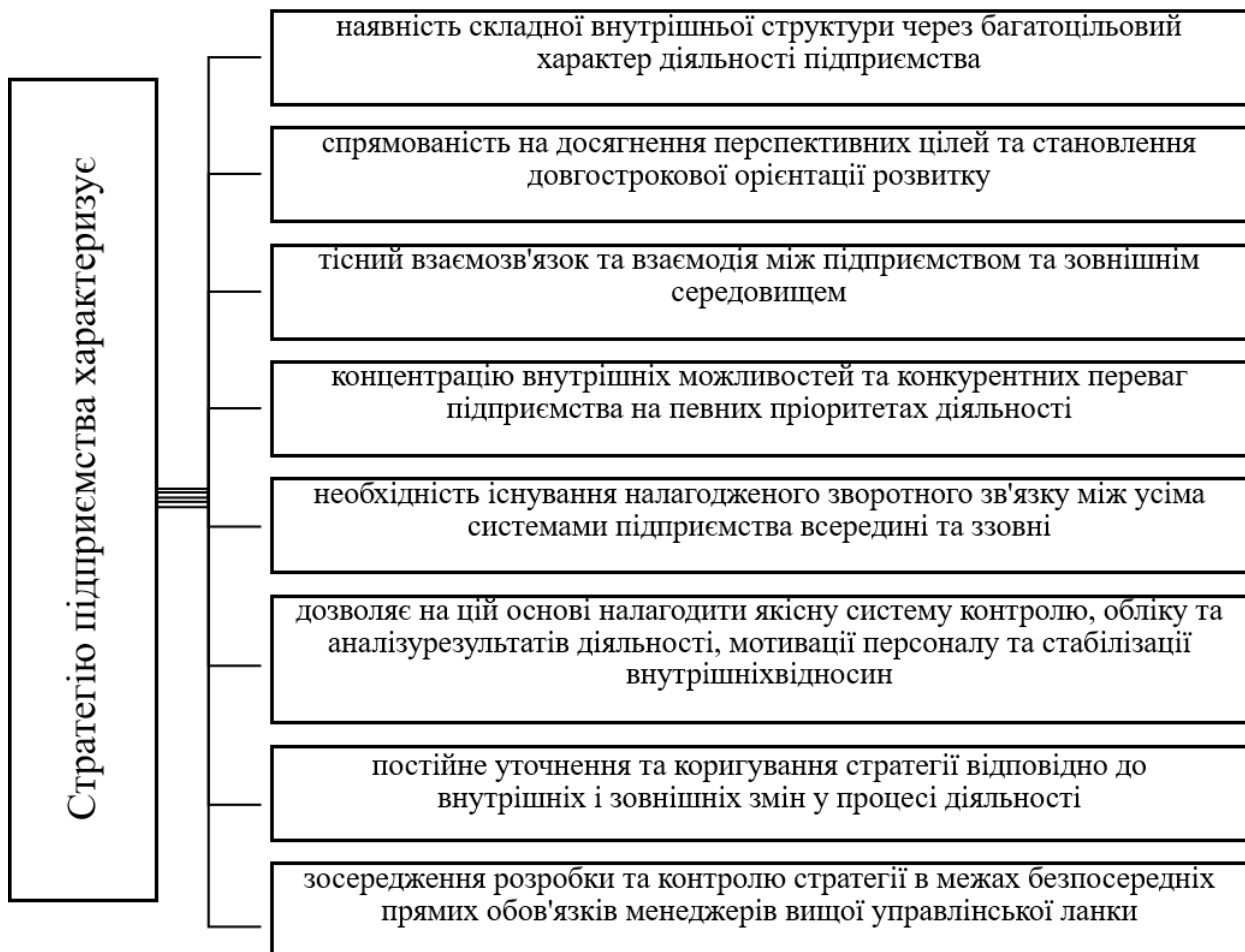 Стратегію підприємства характеризує
наявність складної внутрішньої структури через багатоцільовий
характер діяльності підприємства
спрямованість на досягнення перспективних цілей та становлення
довгострокової орієнтації розвитку
тісний взаємозв'язок та взаємодія між підприємством та зовнішнім
середовищем
концентрацію внутрішніх можливостей та конкурентних переваг
підприємства на певних пріоритетах діяльності
необхідність існування налагодженого зворотного зв'язку між усіма
системами підприємства всередині та ззовні
дозволяє на цій основі налагодити якісну систему контролю, обліку та
аналізурезультатів діяльності, мотивації персоналу та стабілізації
внутрішніхвідносин
постійне уточнення та коригування стратегії відповідно до
внутрішніх і зовнішніх змін у процесі діяльності
зосередження розробки та контролю стратегії в межах безпосередніх
прямих обов'язків менеджерів вищої управлінської ланки